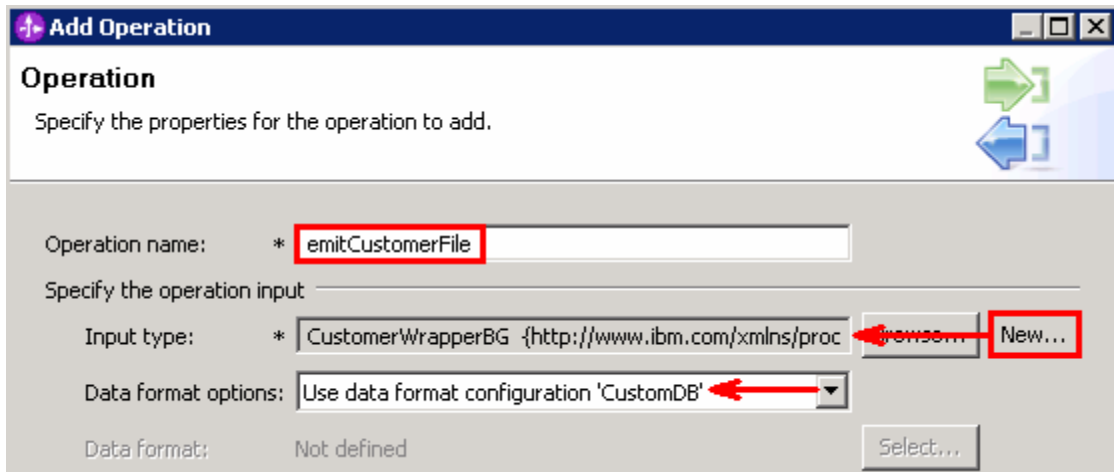 Add Operation
Operation
Specify the properties for the operation to add.
Operation name: * emitCustomerFile
Specify the operation input
Input type: * CustomerWrapperBG {http://www.ibm.com/xmlns/proc Browse... New...
Data format options: Use data format configuration 'CustomDB'
Data format: Not defined Select...